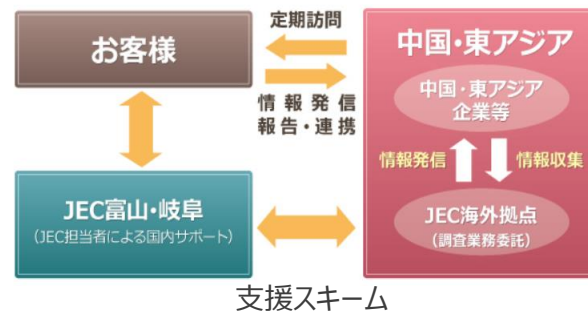 お客様
定期訪問
情報発信
報告・連携
中国・東アジア
中国・東アジア
企業等
情報発信
情報収集
JEC富山・岐阜
(JEC担当者による国内サポート)
JEC海外拠点
(調査業務委託)
支援スキーム